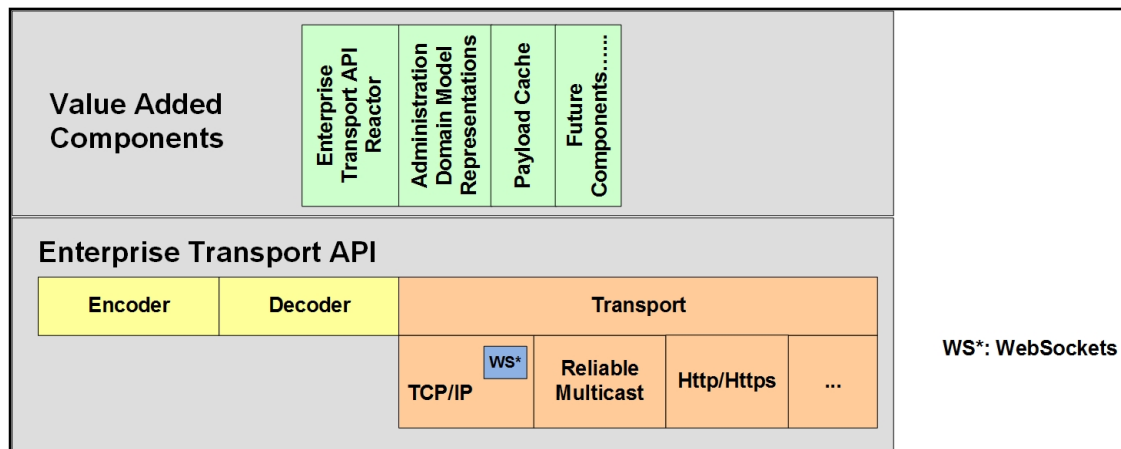 Value Added
Components
Enterprise
Transport API
Reactor
Administration
Domain Model
Representations
Payload Cache
Future
Components.....
Enterprise Transport API
Encoder
Decoder
Transport
TCP/IP
WS*
Reliable
Multicast
Http/Https
...
WS*: WebSockets